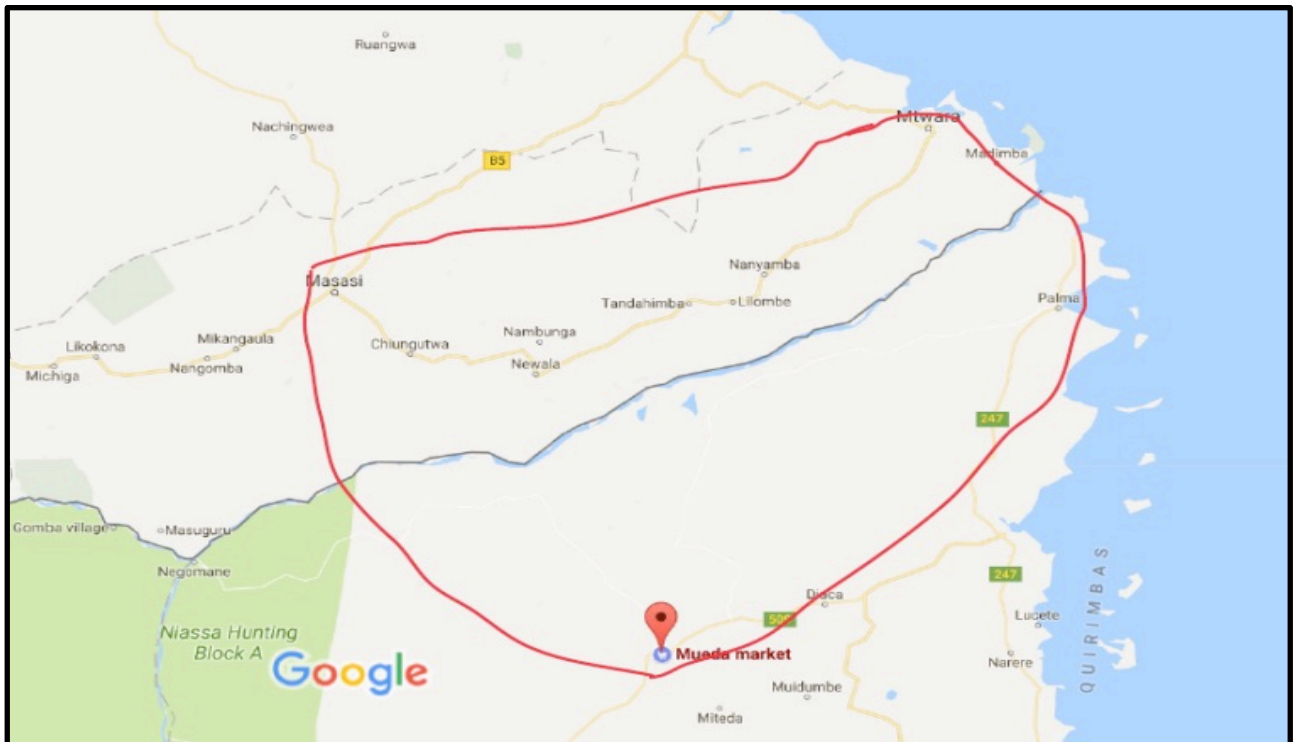 Ruangwa
Nachingwea
B5
Mtwara
Madimba
Masasi
Nanyamba
Tandahimba
Lilombe
Palma
Likokona
Mikangaula
Chiungutwa
Nambunga
Michiga
Nangomba
Newala
247
Gomba village
Masuguru
Negomane
QUIRIMBAS
247
Diaca
Lucete
Niassa Hunting
Block A
Google
Mueda market
Narere
Muidumbe
Miteda